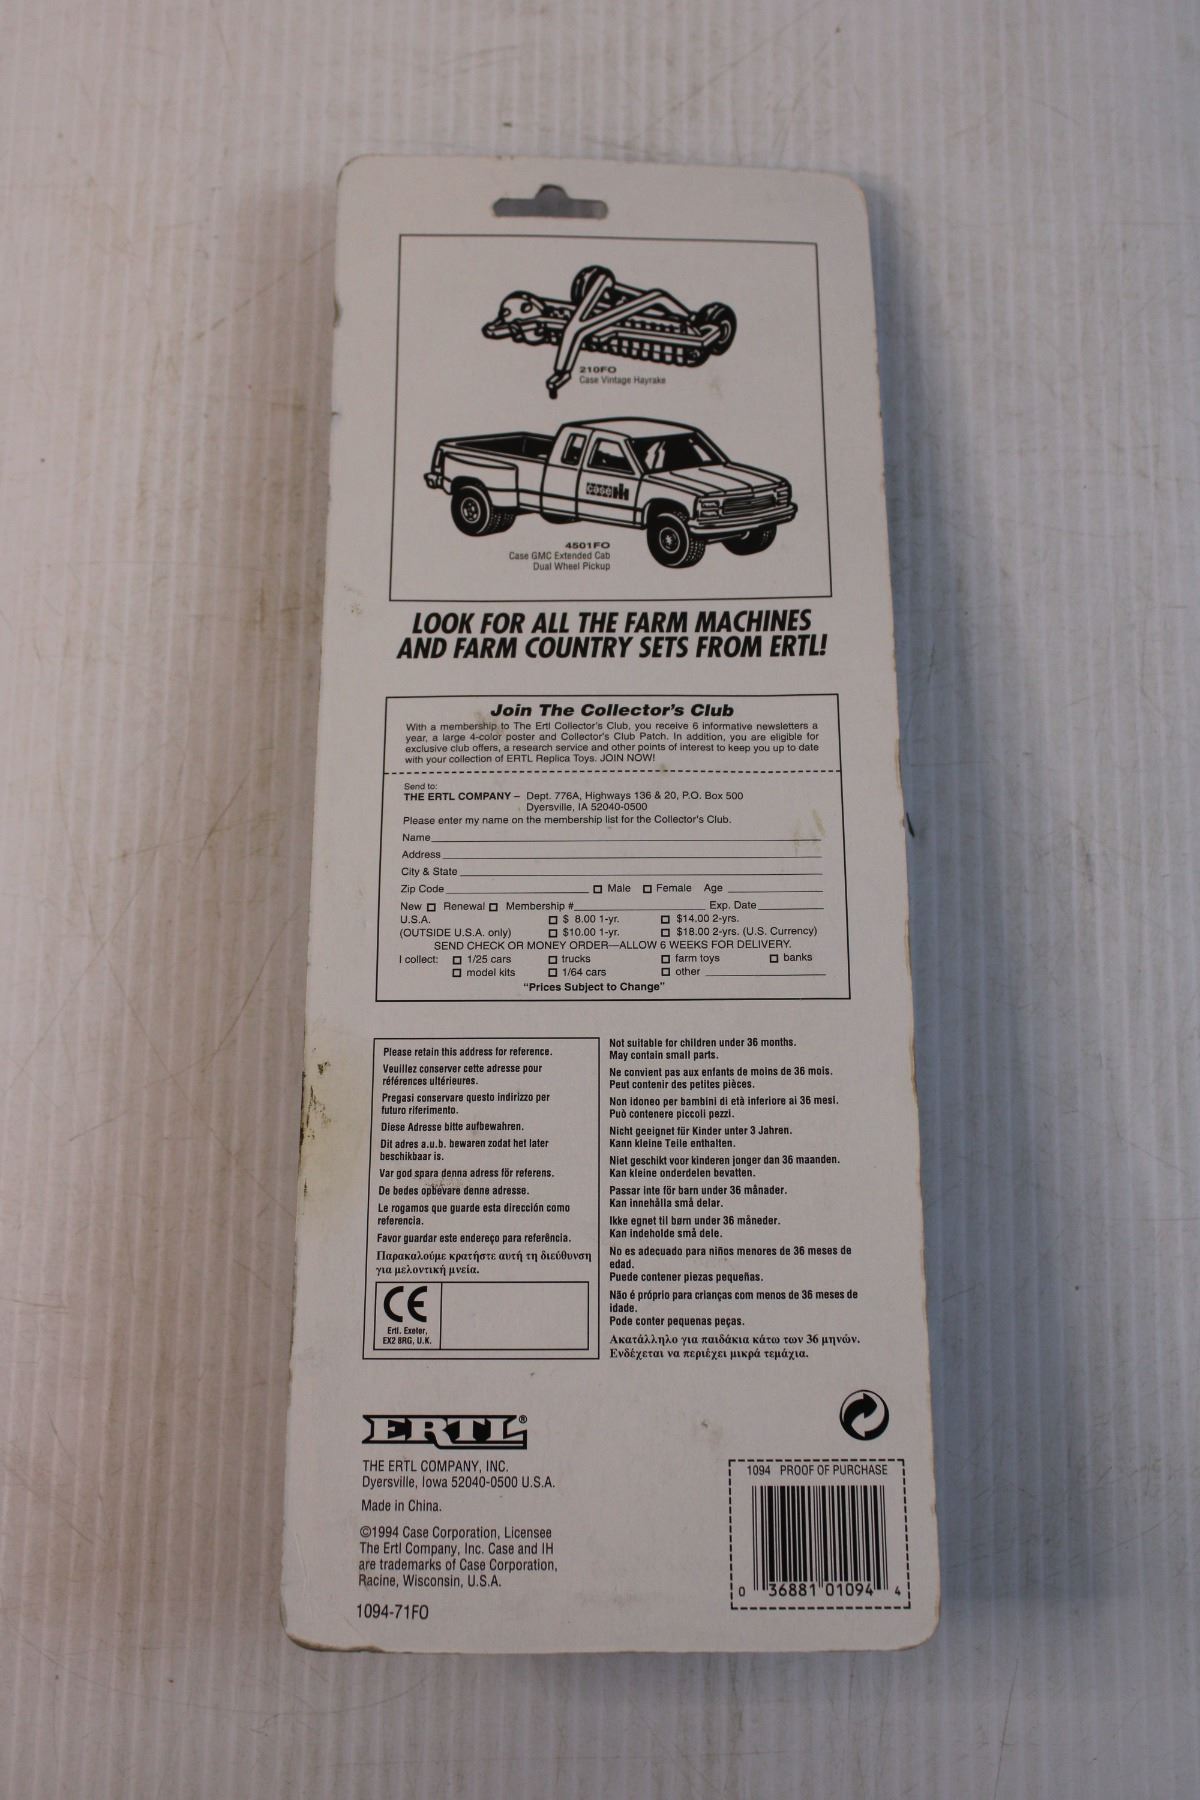 210FO
Case Vintage Hayrake
case IH
4501FO
Case GMC Extended Cab
Dual Wheel Pickup
LOOK FOR ALL THE FARM MACHINES
AND FARM COUNTRY SETS FROM ERTL!
Join The Collector's Club
With a membership to The Ertl Collector's Club, you receive 6 informative newsletters a
year, a large 4-color poster and Collector's Club Patch. In addition, you are eligible for
exclusive club offers, a research service and other points of interest to keep you up to date
with your collection of ERTL Replica Toys. JOIN NOW!
Send to:
THE ERTL COMPANY – Dept. 776A, Highways 136 & 20, P.O. Box 500
Dyersville, IA 52040-0500
Please enter my name on the membership list for the Collector's Club.
Name
Address
City & State
Zip Code Male Female Age
New Renewal Membership # Exp. Date
U.S.A. $ 8.00 1-yr. $14.00 2-yrs.
(OUTSIDE U.S.A. only) $10.00 1-yr. $18.00 2-yrs. (U.S. Currency)
SEND CHECK OR MONEY ORDER—ALLOW 6 WEEKS FOR DELIVERY.
I collect: 1/25 cars trucks farm toys banks
model kits 1/64 cars other
"Prices Subject to Change"
Please retain this address for reference.
Veuillez conserver cette adresse pour
références ultérieures.
Pregasi conservare questo indirizzo per
futuro riferimento.
Diese Adresse bitte aufbewahren.
Dit adres a.u.b. bewaren zodat het later
beschikbaar is.
Var god spara denna adress för referens.
De bedes opbevare denne adresse.
Le rogamos que guarde esta dirección como
referencia.
Favor guardar este endereço para referência.
Παρακαλούμε κρατήστε αυτή τη διεύθυνση
για μελοντική μνεία.
CE
Ertl. Exeter,
EX2 8RG, U.K.
Not suitable for children under 36 months.
May contain small parts.
Ne convient pas aux enfants de moins de 36 mois.
Peut contenir des petites pièces.
Non idoneo per bambini di età inferiore ai 36 mesi.
Può contenere piccoli pezzi.
Nicht geeignet für Kinder unter 3 Jahren.
Kann kleine Teile enthalten.
Niet geschikt voor kinderen jonger dan 36 maanden.
Kan kleine onderdelen bevatten.
Passar inte för barn under 36 månader.
Kan innehålla små delar.
Ikke egnet til børn under 36 måneder.
Kan indeholde små dele.
No es adecuado para niños menores de 36 meses de
edad.
Puede contener piezas pequeñas.
Não é próprio para crianças com menos de 36 meses de
idade.
Pode conter pequenas peças.
Ακατάλληλο για παιδάκια κάτω των 36 μηνών.
Ενδέχεται να περιέχει μικρά τεμάχια.
ERTL®
THE ERTL COMPANY, INC.
Dyersville, Iowa 52040-0500 U.S.A.
Made in China.
©1994 Case Corporation, Licensee
The Ertl Company, Inc. Case and IH
are trademarks of Case Corporation,
Racine, Wisconsin, U.S.A.
1094-71FO
1094 PROOF OF PURCHASE
0 36881 01094 4